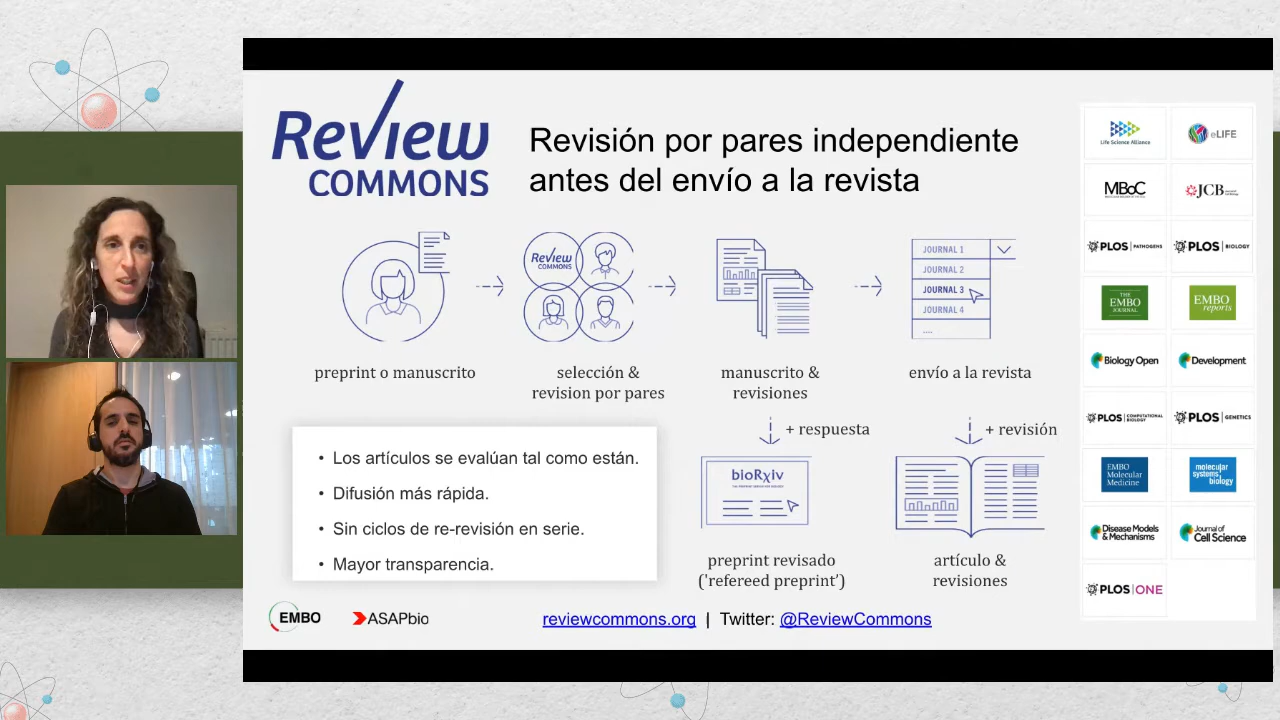 Review
COMMONS
Revisión por pares independiente
antes del envío a la revista
Review
COMMONS
JOURNAL 1
JOURNAL 2
JOURNAL 3
JOURNAL 4
....
preprint o manuscrito
selección &
revision por pares
manuscrito &
revisiones
envío a la revista
+ respuesta
+ revisión
• Los artículos se evalúan tal como están.
• Difusión más rápida.
• Sin ciclos de re-revisión en serie.
• Mayor transparencia.
bioRxiv
preprint revisado
('refereed preprint')
artículo &
revisiones
EMBO
ASAPbio
reviewcommons.org | Twitter: @ReviewCommons
Life Science Alliance
eLIFE
MBoC
JCB
PLOS | PATHOGENS
PLOS | BIOLOGY
THE
EMBO
JOURNAL
EMBO
reports
Biology Open
Development
PLOS | COMPUTATIONAL
BIOLOGY
PLOS | GENETICS
EMBO
Molecular
Medicine
molecular
systems
biology
Disease Models
& Mechanisms
Journal of
Cell Science
PLOS | ONE